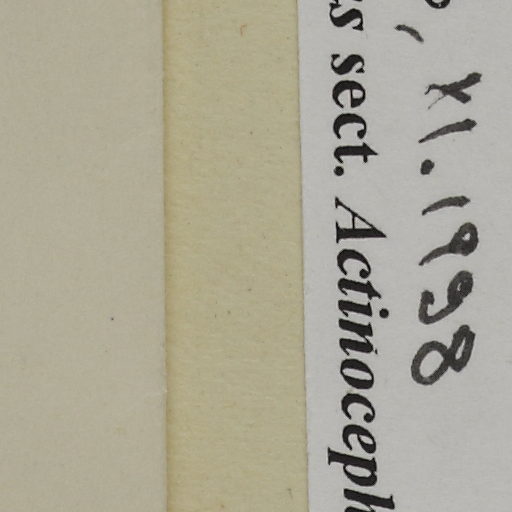 , XI.1998
s sect. Actinoceph